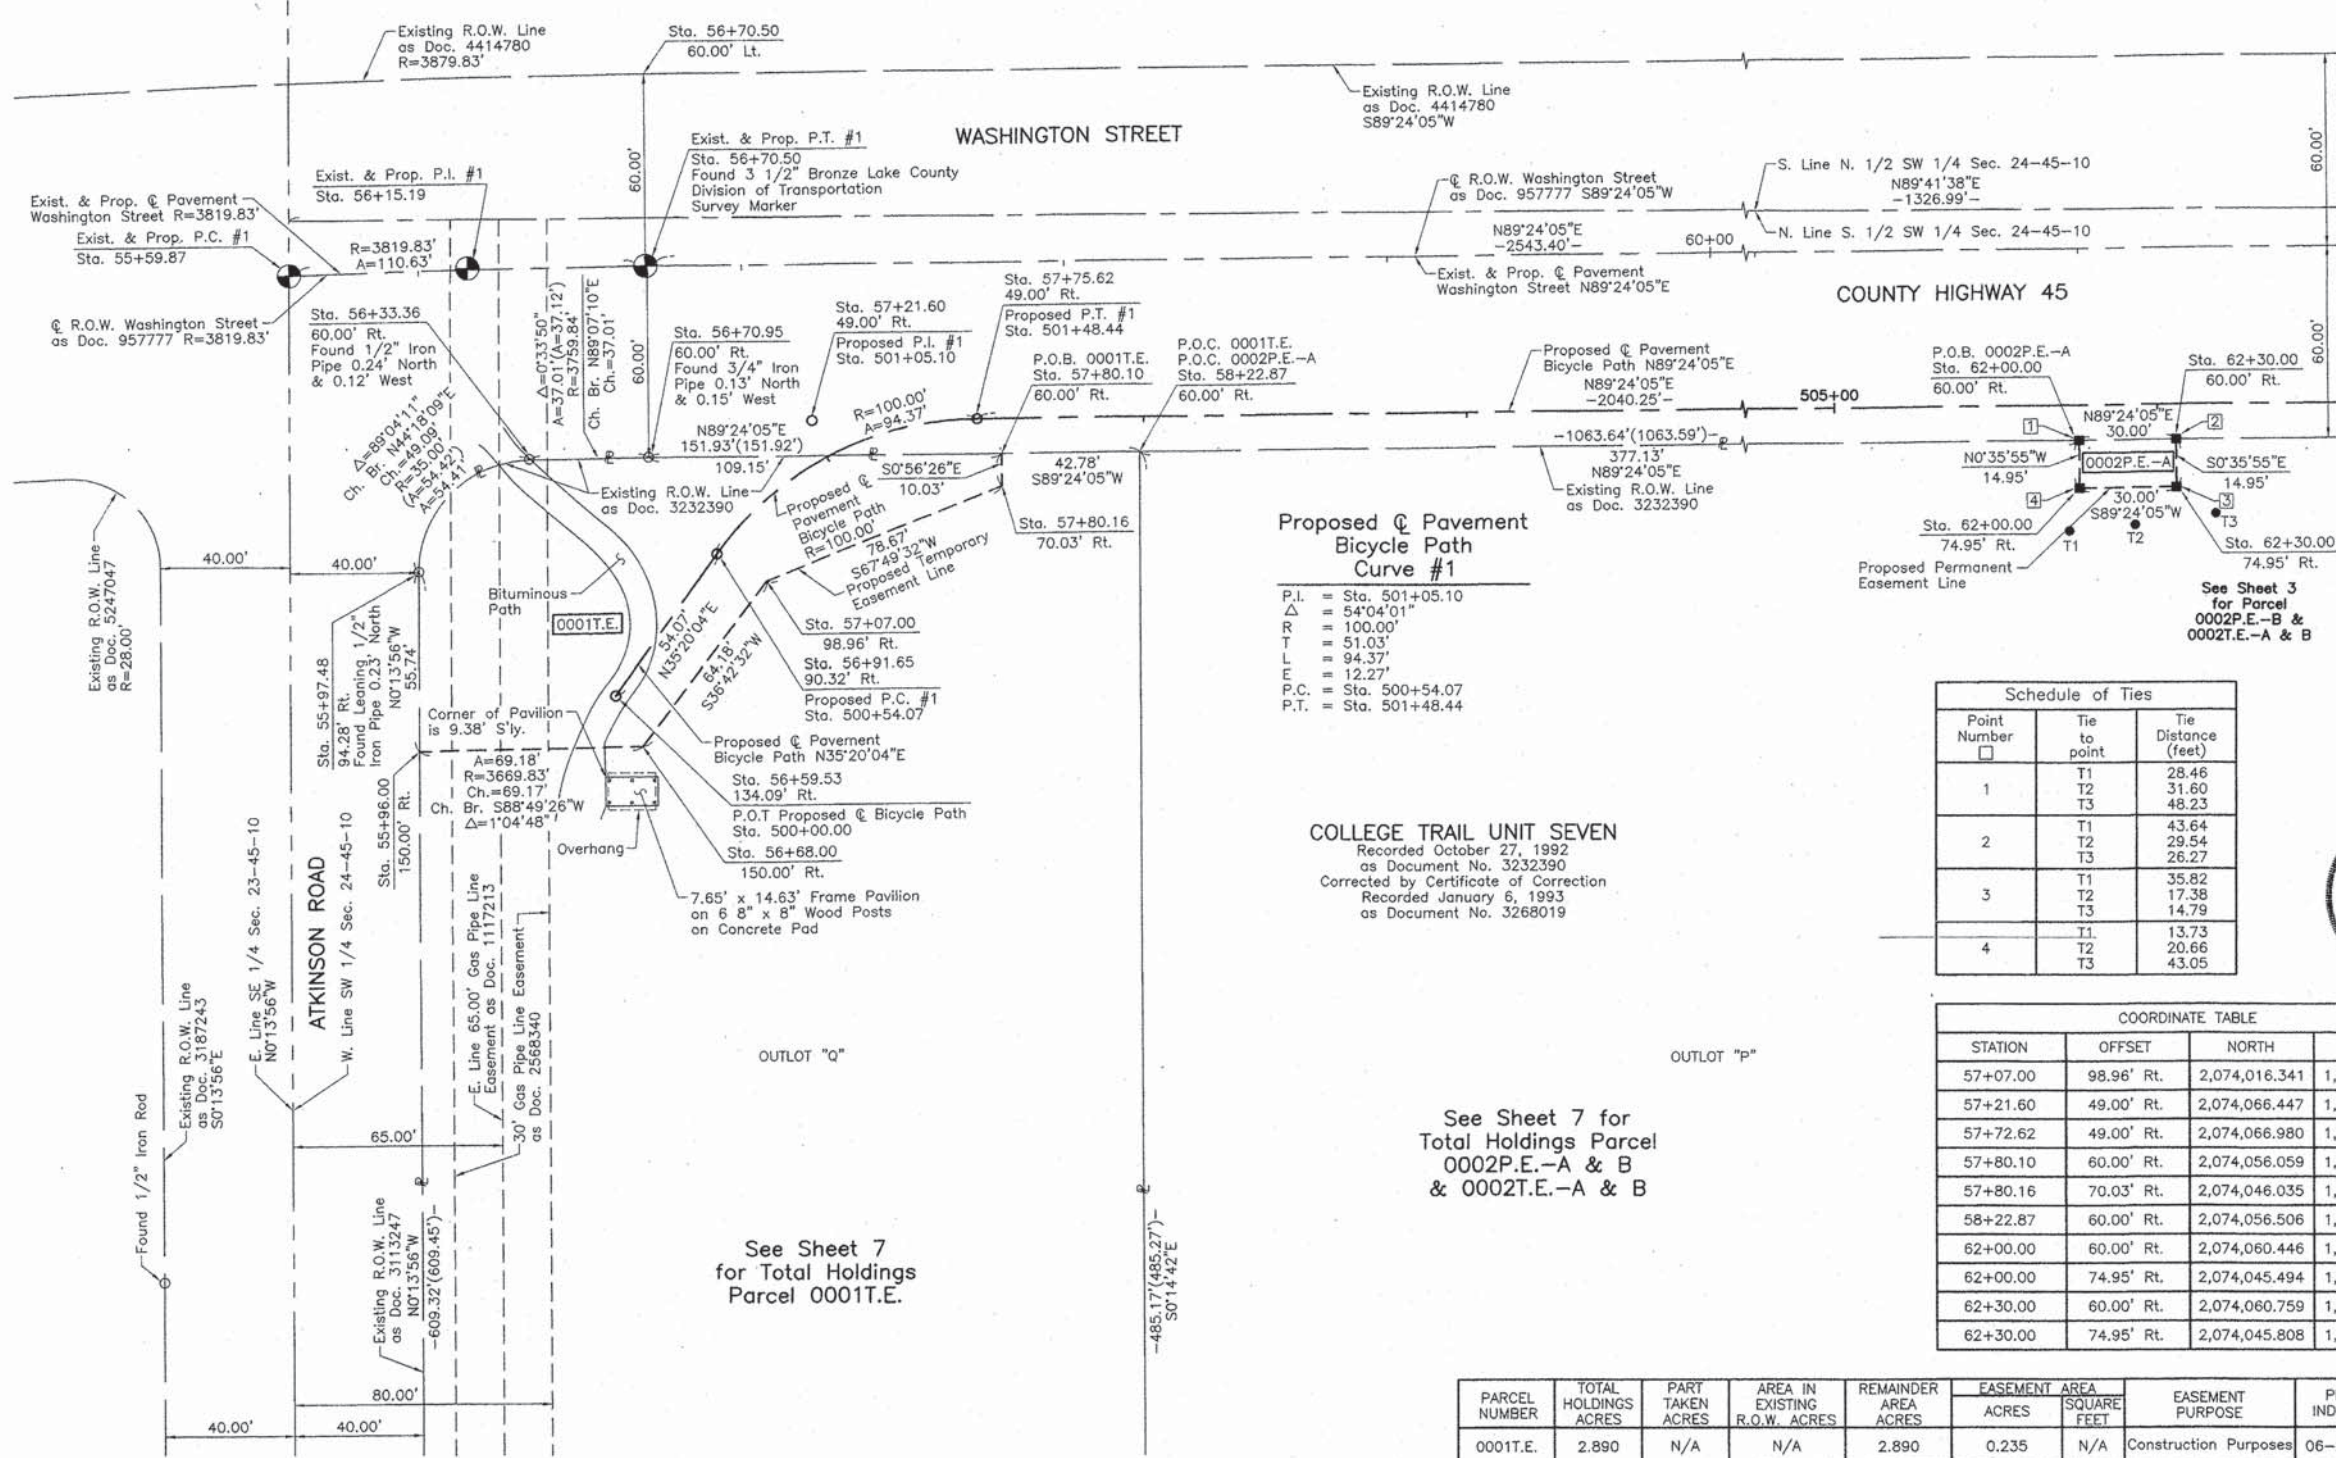 Existing R.O.W. Line
as Doc. 4414780
R=3879.83'
Sta. 56+70.50
60.00' Lt.
Existing R.O.W. Line
as Doc. 4414780
S89°24'05"W
WASHINGTON STREET
60.00'
60.00'
Exist. & Prop. P.T. #1
Sta. 56+70.50
Found 3 1/2" Bronze Lake County
Division of Transportation
Survey Marker
Exist. & Prop. P.I. #1
Sta. 56+15.19
Exist. & Prop. ℄ Pavement
Washington Street R=3819.83'
Exist. & Prop. P.C. #1
Sta. 55+59.87
R=3819.83'
A=110.63'
℄ R.O.W. Washington Street
as Doc. 957777 R=3819.83'
℄ R.O.W. Washington Street
as Doc. 957777 S89°24'05"W
S. Line N. 1/2 SW 1/4 Sec. 24-45-10
N89°41'38"E
-1326.99'-
N. Line S. 1/2 SW 1/4 Sec. 24-45-10
N89°24'05"E
-2543.40'-
60+00
Exist. & Prop. ℄ Pavement
Washington Street N89°24'05"E
COUNTY HIGHWAY 45
60.00'
60.00'
Sta. 56+33.36
60.00' Rt.
Found 1/2" Iron
Pipe 0.24' North
& 0.12' West
Δ=0°33'50"
A=37.01'(A=37.12')
R=3759.84'
Ch. Br. N89°07'10"E
Ch.=37.01'
Sta. 56+70.95
60.00' Rt.
Found 3/4" Iron
Pipe 0.13' North
& 0.15' West
Sta. 57+21.60
49.00' Rt.
Proposed P.I. #1
Sta. 501+05.10
Sta. 57+75.62
49.00' Rt.
Proposed P.T. #1
Sta. 501+48.44
P.O.B. 0001T.E.
Sta. 57+80.10
60.00' Rt.
P.O.C. 0001T.E.
P.O.C. 0002P.E.-A
Sta. 58+22.87
60.00' Rt.
Proposed ℄ Pavement
Bicycle Path N89°24'05"E
N89°24'05"E
-2040.25'-
505+00
P.O.B. 0002P.E.-A
Sta. 62+00.00
60.00' Rt.
Sta. 62+30.00
60.00' Rt.
Δ=89°04'11"
Ch. Br. N44°18'09"E
Ch.=49.09'
R=35.00'
(A=54.42')
A=54.41'
R=100.00'
A=94.37'
N89°24'05"E
151.93'(151.92')
109.15'
Existing R.O.W. Line
as Doc. 3232390
S0°56'26"E
10.03'
42.78'
S89°24'05"W
-1063.64'(1063.59')-
377.13'
N89°24'05"E
Existing R.O.W. Line
as Doc. 3232390
1
N89°24'05"E
30.00'
2
N0°35'55"W
14.95'
0002P.E.-A
S0°35'55"E
14.95'
4
30.00'
S89°24'05"W
3
T1
T2
T3
Sta. 62+00.00
74.95' Rt.
Sta. 62+30.00
74.95' Rt.
Proposed Permanent
Easement Line
See Sheet 3
for Parcel
0002P.E.-B &
0002T.E.-A & B
Proposed ℄
Pavement
Bicycle Path
R=100.00'
78.67'
S67°49'32"W
Proposed Temporary
Easement Line
Sta. 57+80.16
70.03' Rt.
40.00'
40.00'
Existing R.O.W. Line
as Doc. 5247047
R=28.00'
Sta. 55+97.48
94.28' Rt.
Found Leaning 1/2"
Iron Pipe 0.23' North
N0°13'56"W
55.74'
Bituminous
Path
0001T.E.
54.07'
N35°20'04"E
64.18'
S36°42'32"W
Sta. 57+07.00
98.96' Rt.
Sta. 56+91.65
90.32' Rt.
Proposed P.C. #1
Sta. 500+54.07
Proposed ℄ Pavement
Bicycle Path
Curve #1
P.I. = Sta. 501+05.10
Δ = 54°04'01"
R = 100.00'
T = 51.03'
L = 94.37'
E = 12.27'
P.C. = Sta. 500+54.07
P.T. = Sta. 501+48.44
Corner of Pavilion
is 9.38' S'ly.
Proposed ℄ Pavement
Bicycle Path N35°20'04"E
A=69.18'
R=3669.83'
Ch.=69.17'
Ch. Br. S88°49'26"W
Δ=1°04'48"
Sta. 56+59.53
134.09' Rt.
P.O.T Proposed ℄ Bicycle Path
Sta. 500+00.00
Sta. 56+68.00
150.00' Rt.
Overhang
7.65' x 14.63' Frame Pavilion
on 6 8" x 8" Wood Posts
on Concrete Pad
Sta. 55+96.00
150.00' Rt.
E. Line SE 1/4 Sec. 23-45-10
N0°13'56"W
ATKINSON ROAD
W. Line SW 1/4 Sec. 24-45-10
E. Line 65.00' Gas Pipe Line
Easement as Doc. 1117213
30' Gas Pipe Line Easement
as Doc. 2568340
Existing R.O.W. Line
as Doc. 3187243
S0°13'56"E
Found 1/2" Iron Rod
65.00'
Existing R.O.W. Line
as Doc. 3113247
N0°13'56"W
-609.32'(609.45')-
80.00'
40.00'
40.00'
COLLEGE TRAIL UNIT SEVEN
Recorded October 27, 1992
as Document No. 3232390
Corrected by Certificate of Correction
Recorded January 6, 1993
as Document No. 3268019
OUTLOT "Q"
OUTLOT "P"
See Sheet 7
for Total Holdings
Parcel 0001T.E.
See Sheet 7 for
Total Holdings Parcel
0002P.E.-A & B
& 0002T.E.-A & B
-485.17'(485.27')-
S0°14'42"E
Schedule of Ties
Point Number □ Tie to point Tie Distance (feet)
1 T1 28.46
T2 31.60
T3 48.23
2 T1 43.64
T2 29.54
T3 26.27
3 T1 35.82
T2 17.38
T3 14.79
4 T1 13.73
T2 20.66
T3 43.05
COORDINATE TABLE
STATION OFFSET NORTH
57+07.00 98.96' Rt. 2,074,016.341 1,
57+21.60 49.00' Rt. 2,074,066.447 1,
57+72.62 49.00' Rt. 2,074,066.980 1,
57+80.10 60.00' Rt. 2,074,056.059 1,
57+80.16 70.03' Rt. 2,074,046.035 1,
58+22.87 60.00' Rt. 2,074,056.506 1,
62+00.00 60.00' Rt. 2,074,060.446 1,
62+00.00 74.95' Rt. 2,074,045.494 1,
62+30.00 60.00' Rt. 2,074,060.759 1,
62+30.00 74.95' Rt. 2,074,045.808 1,
PARCEL NUMBER TOTAL HOLDINGS ACRES PART TAKEN ACRES AREA IN EXISTING R.O.W. ACRES REMAINDER AREA ACRES EASEMENT AREA ACRES SQUARE FEET EASEMENT PURPOSE P IND
0001T.E. 2.890 N/A N/A 2.890 0.235 N/A Construction Purposes 06-